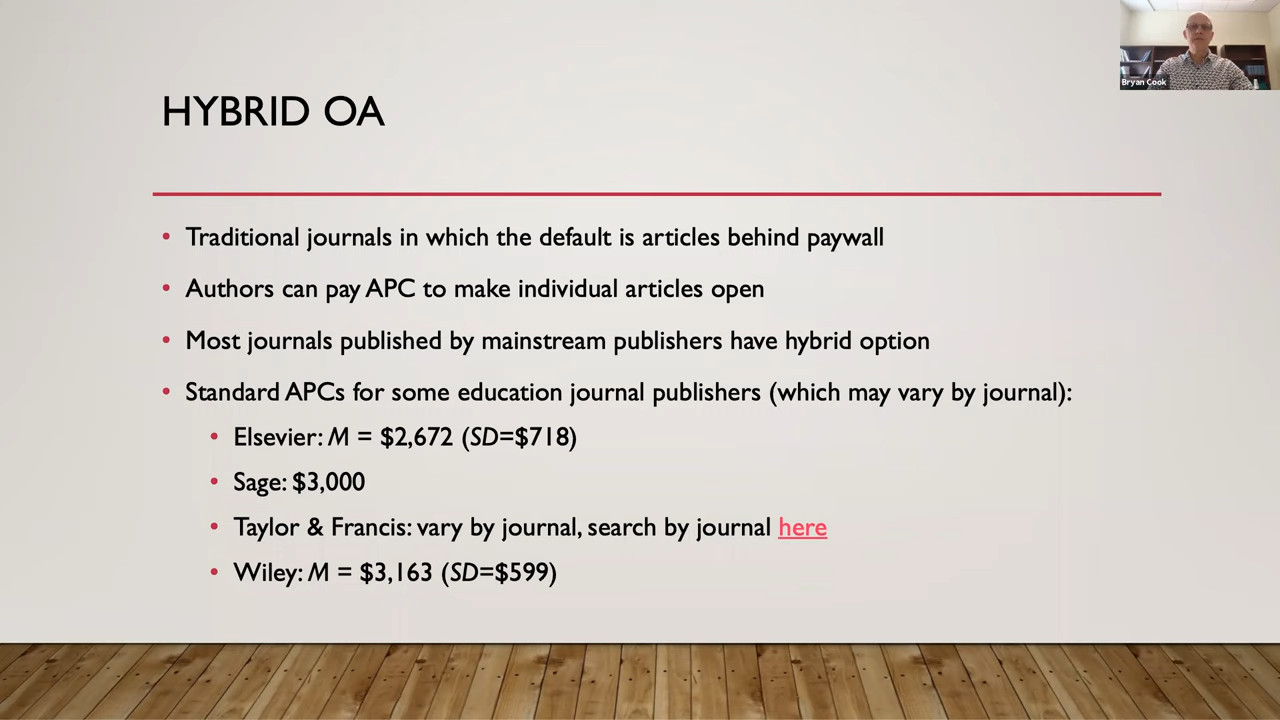 Bryan Cook
HYBRID OA
• Traditional journals in which the default is articles behind paywall
• Authors can pay APC to make individual articles open
• Most journals published by mainstream publishers have hybrid option
• Standard APCs for some education journal publishers (which may vary by journal):
• Elsevier: M = $2,672 (SD=$718)
• Sage: $3,000
• Taylor & Francis: vary by journal, search by journal here
• Wiley: M = $3,163 (SD=$599)